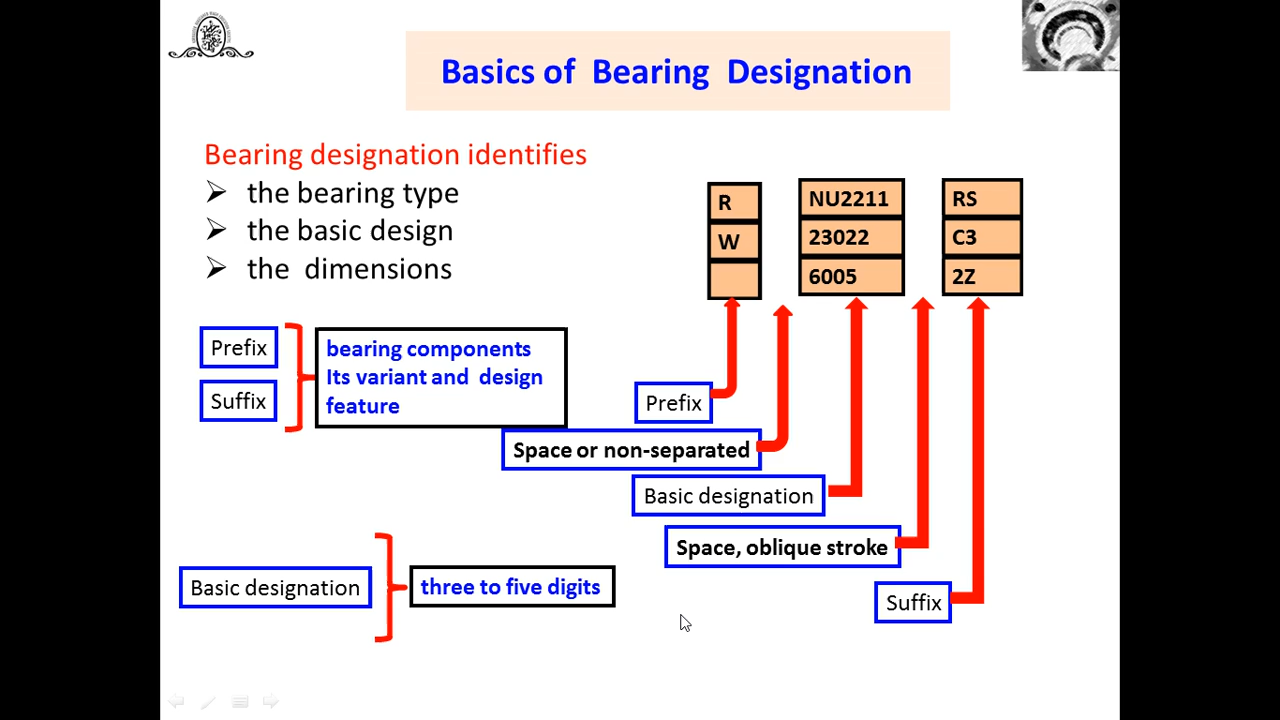 Basics of Bearing Designation
Bearing designation identifies
the bearing type
the basic design
the dimensions
R
W
NU2211
23022
6005
RS
C3
2Z
Prefix
Suffix
bearing components
Its variant and design
feature
Prefix
Space or non-separated
Basic designation
Space, oblique stroke
Suffix
Basic designation
three to five digits